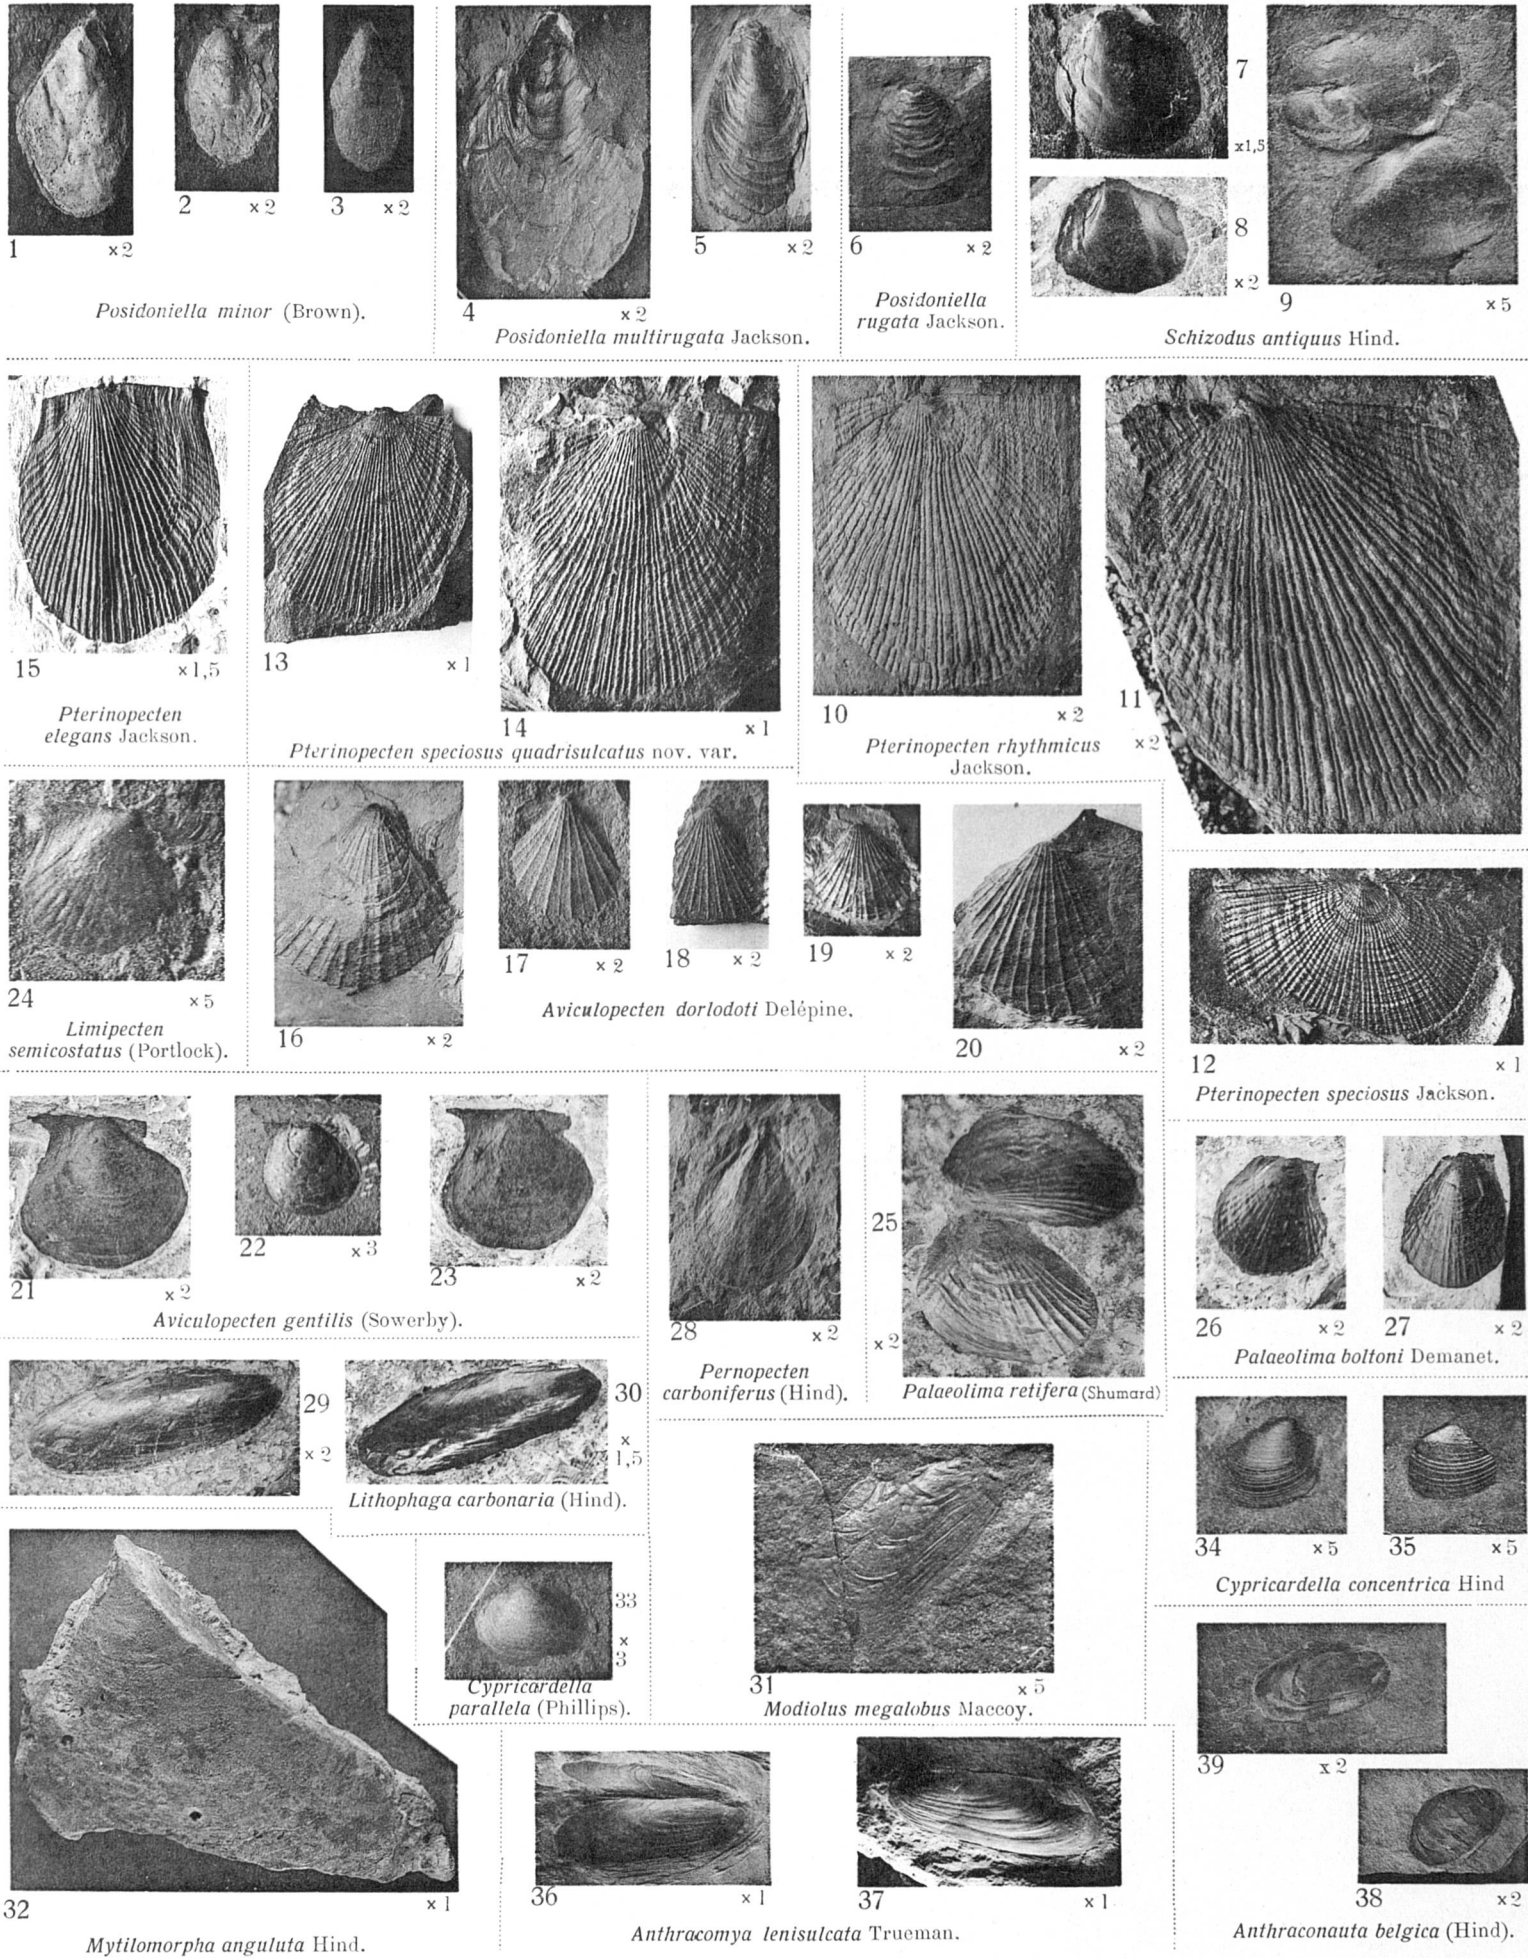 1 ×2
2 ×2
3 ×2
Posidoniella minor (Brown).
4 ×2
5 ×2
Posidoniella multirugata Jackson.
6 ×2
Posidoniella
rugata Jackson.
7
×1,5
8
×2
9 ×5
Schizodus antiquus Hind.
15 ×1,5
Pterinopecten
elegans Jackson.
13 ×1
14 ×1
Pterinopecten speciosus quadrisulcatus nov. var.
10 ×2
11
×2
Pterinopecten rhythmicus
Jackson.
24 ×5
Limipecten
semicostatus (Portlock).
16 ×2
17 ×2
18 ×2
19 ×2
20 ×2
Aviculopecten dorlodoti Delépine.
12 ×1
Pterinopecten speciosus Jackson.
21 ×2
22 ×3
23 ×2
Aviculopecten gentilis (Sowerby).
28 ×2
Pernopecten
carboniferus (Hind).
25
×2
Palaeolima retifera (Shumard)
26 ×2
27 ×2
Palaeolima boltoni Demanet.
29
×2
30
×
1,5
Lithophaga carbonaria (Hind).
34 ×5
35 ×5
Cypricardella concentrica Hind
33
×
3
Cypricardella
parallela (Phillips).
31 ×5
Modiolus megalobus Maccoy.
32 ×1
Mytilomorpha anguluta Hind.
36 ×1
37 ×1
Anthracomya lenisulcata Trueman.
39 x2
38 ×2
Anthraconauta belgica (Hind).